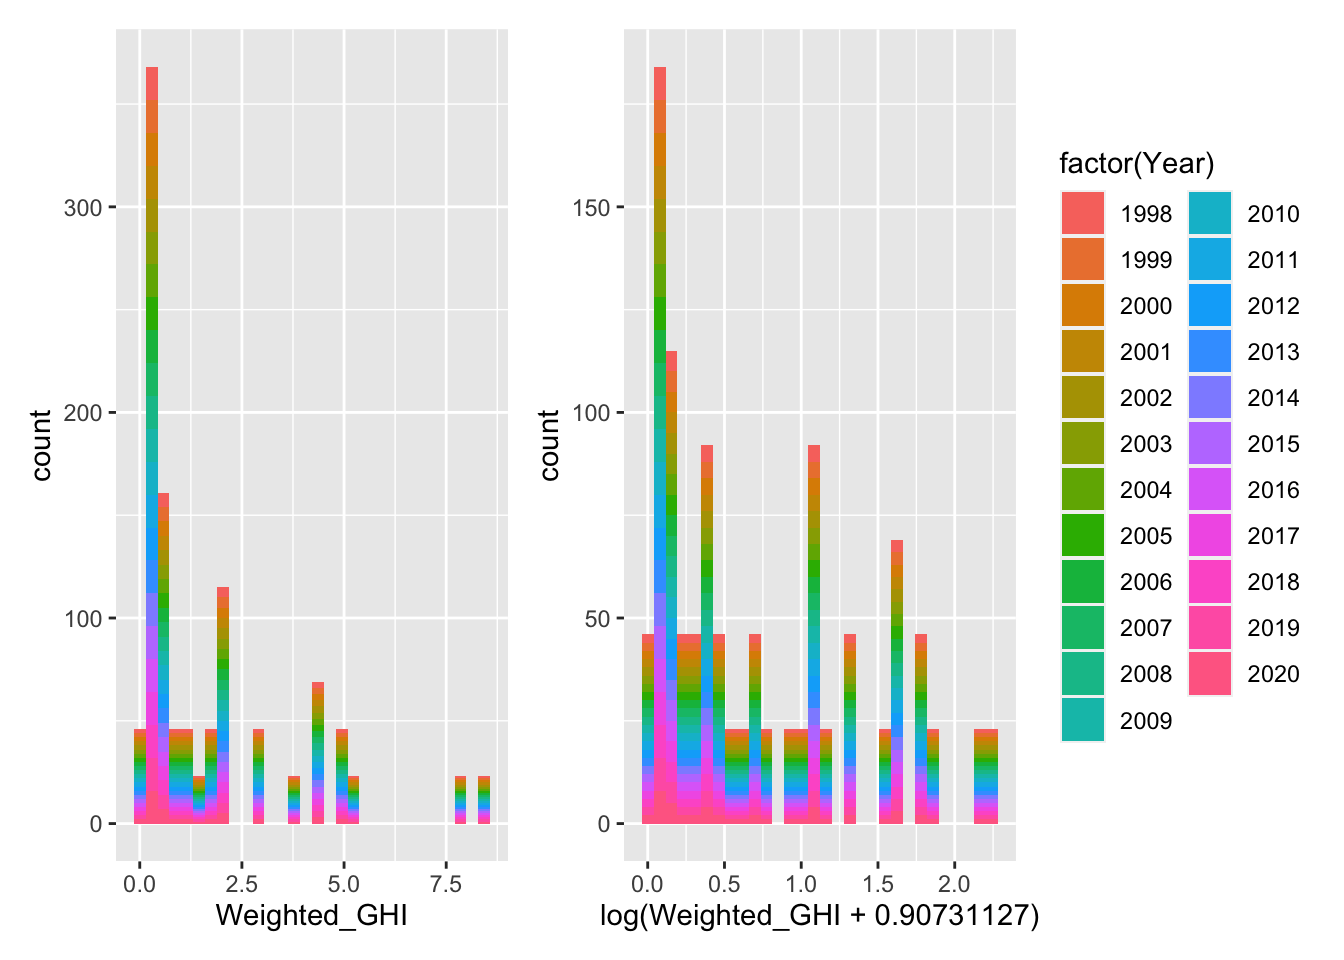 count
300
200
100
0
0.0 2.5 5.0 7.5
Weighted_GHI
count
150
100
50
0
0.0 0.5 1.0 1.5 2.0
log(Weighted_GHI + 0.90731127)
factor(Year)
1998 2010
1999 2011
2000 2012
2001 2013
2002 2014
2003 2015
2004 2016
2005 2017
2006 2018
2007 2019
2008 2020
2009